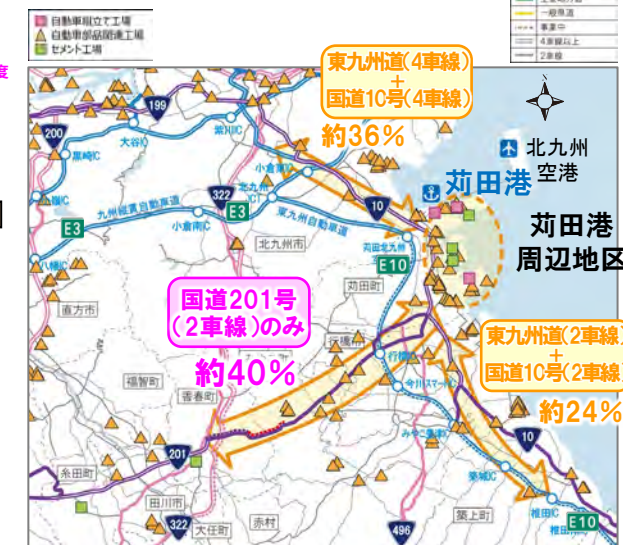 自動車組立て工場
自動車部品関連工場
セメント工場
一般県道
事業中
4車線以上
2車線
度
東九州道(4車線)
+
国道10号(4車線)
約36%
199
200
大谷IC
紫川IC
黒崎IC
小倉東IC
322
北九州
E3
九州縦貫自動車道
小倉南IC
東九州自動車道
10
北九州
空港
苅田港
苅田港
周辺地区
E3
八幡IC
北九州市
苅田北九州
E10
苅田町
直方市
国道201号
(2車線)のみ
約40%
行橋
東九州道(2車線)
+
国道10号(2車線)
約24%
福智町
香春町
今川スマートIC
みやこ豊津IC
10
201
糸田町
築城IC
田川市
322
大任町
赤村
496
築上町
椎田IC
E10